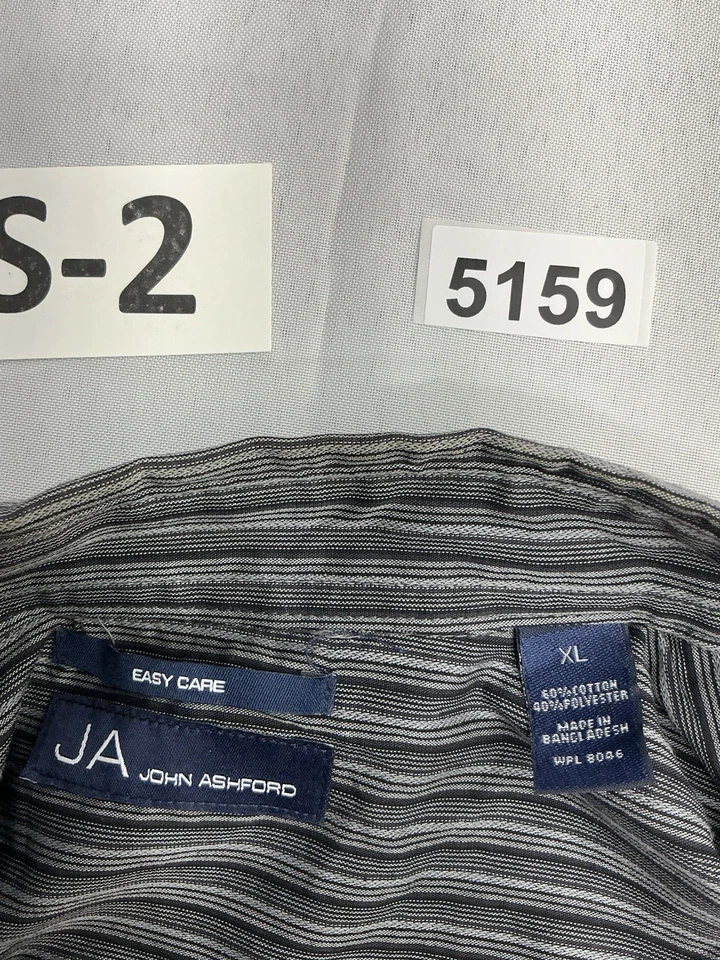 S-2
5159
EASY CARE
JA JOHN ASHFORD
XL
60% COTTON
40% POLYESTER
MADE IN
BANGLADESH
WPL 8046